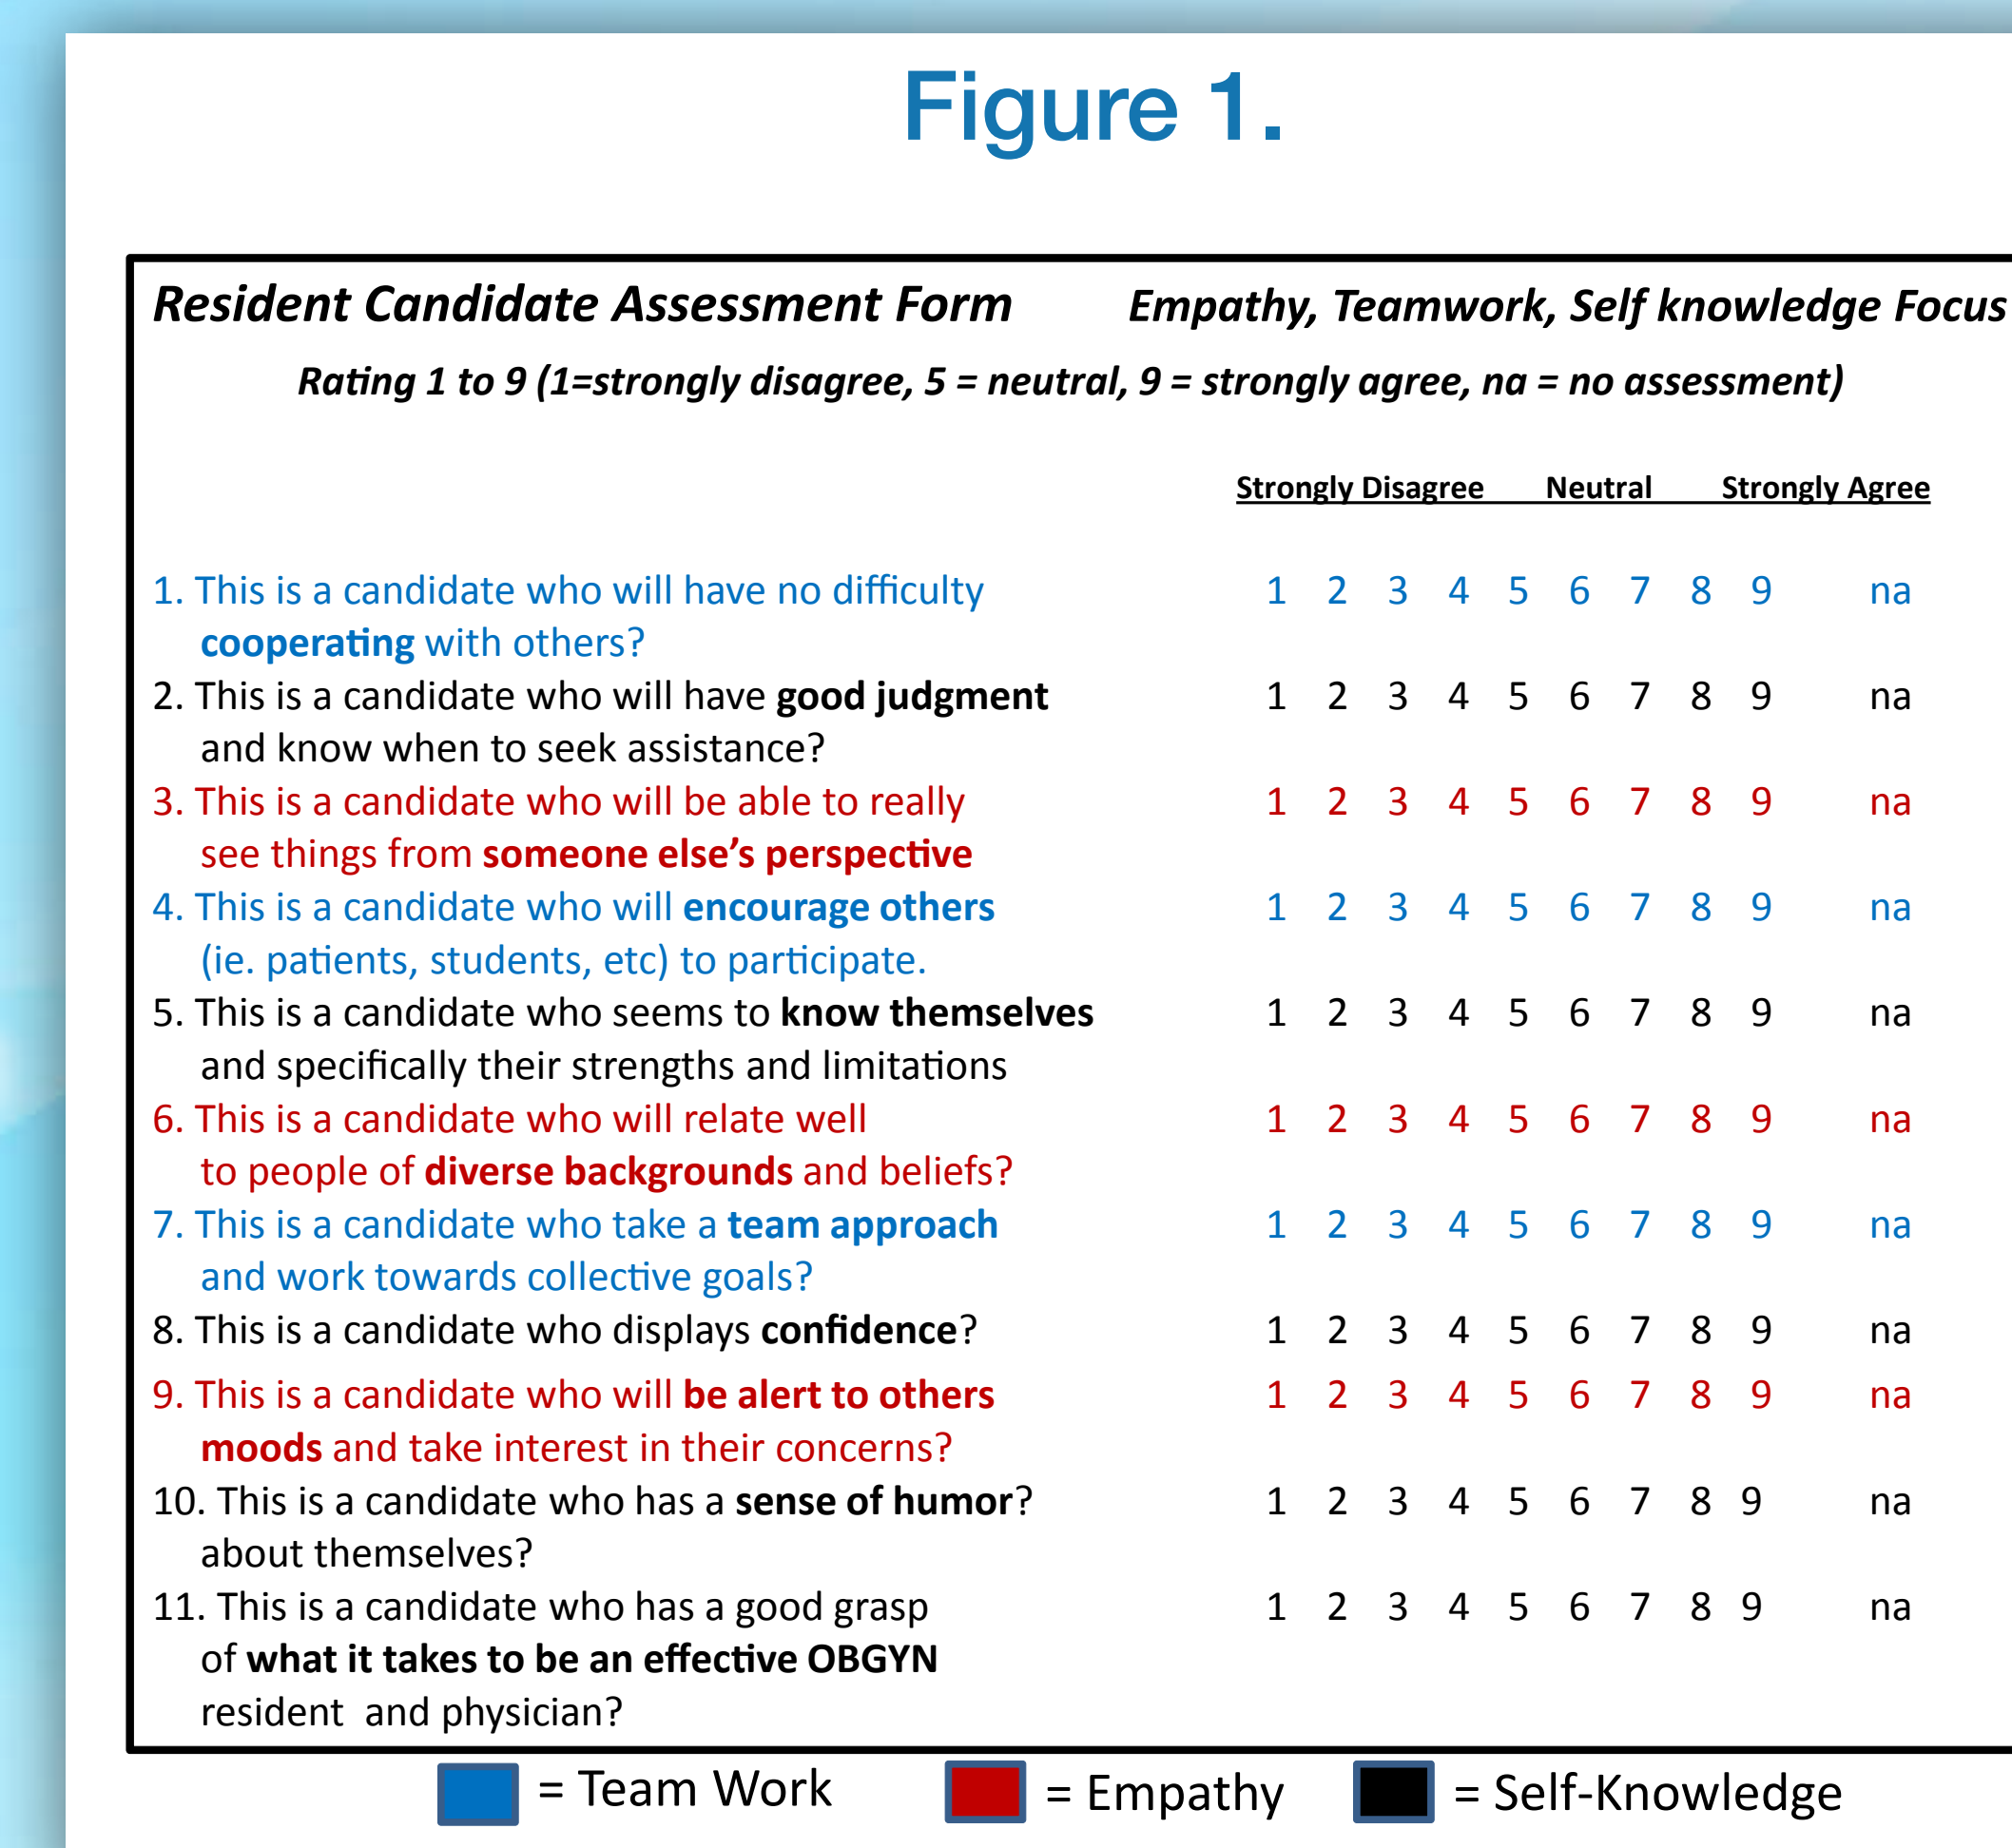 Figure 1.
Resident Candidate Assessment Form Empathy, Teamwork, Self knowledge Focus
Rating 1 to 9 (1=strongly disagree, 5 = neutral, 9 = strongly agree, na = no assessment)
Strongly Disagree Neutral Strongly Agree
1. This is a candidate who will have no difficulty 1 2 3 4 5 6 7 8 9 na
cooperating with others?
2. This is a candidate who will have good judgment 1 2 3 4 5 6 7 8 9 na
and know when to seek assistance?
3. This is a candidate who will be able to really 1 2 3 4 5 6 7 8 9 na
see things from someone else’s perspective
4. This is a candidate who will encourage others 1 2 3 4 5 6 7 8 9 na
(ie. patients, students, etc) to participate.
5. This is a candidate who seems to know themselves 1 2 3 4 5 6 7 8 9 na
and specifically their strengths and limitations
6. This is a candidate who will relate well 1 2 3 4 5 6 7 8 9 na
to people of diverse backgrounds and beliefs?
7. This is a candidate who take a team approach 1 2 3 4 5 6 7 8 9 na
and work towards collective goals?
8. This is a candidate who displays confidence? 1 2 3 4 5 6 7 8 9 na
9. This is a candidate who will be alert to others 1 2 3 4 5 6 7 8 9 na
moods and take interest in their concerns?
10. This is a candidate who has a sense of humor? 1 2 3 4 5 6 7 8 9 na
about themselves?
11. This is a candidate who has a good grasp 1 2 3 4 5 6 7 8 9 na
of what it takes to be an effective OBGYN
resident and physician?
= Team Work = Empathy = Self-Knowledge